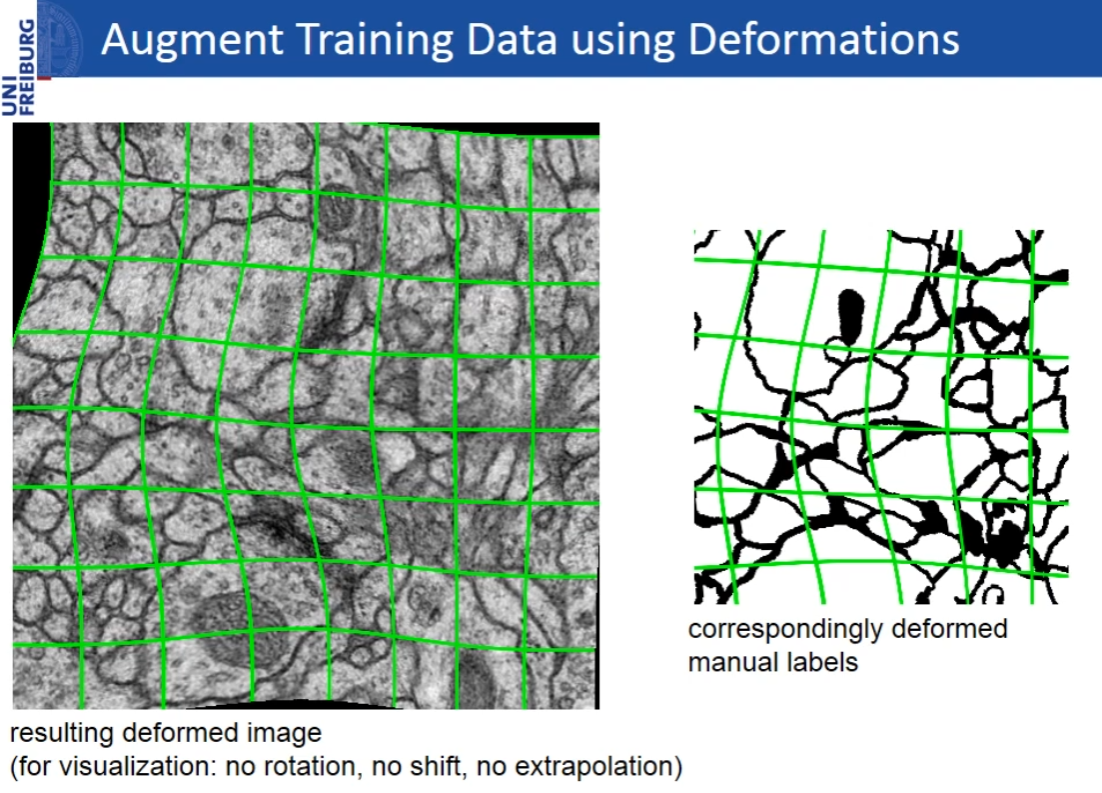 UNI
FREIBURG
Augment Training Data using Deformations
correspondingly deformed
manual labels
resulting deformed image
(for visualization: no rotation, no shift, no extrapolation)